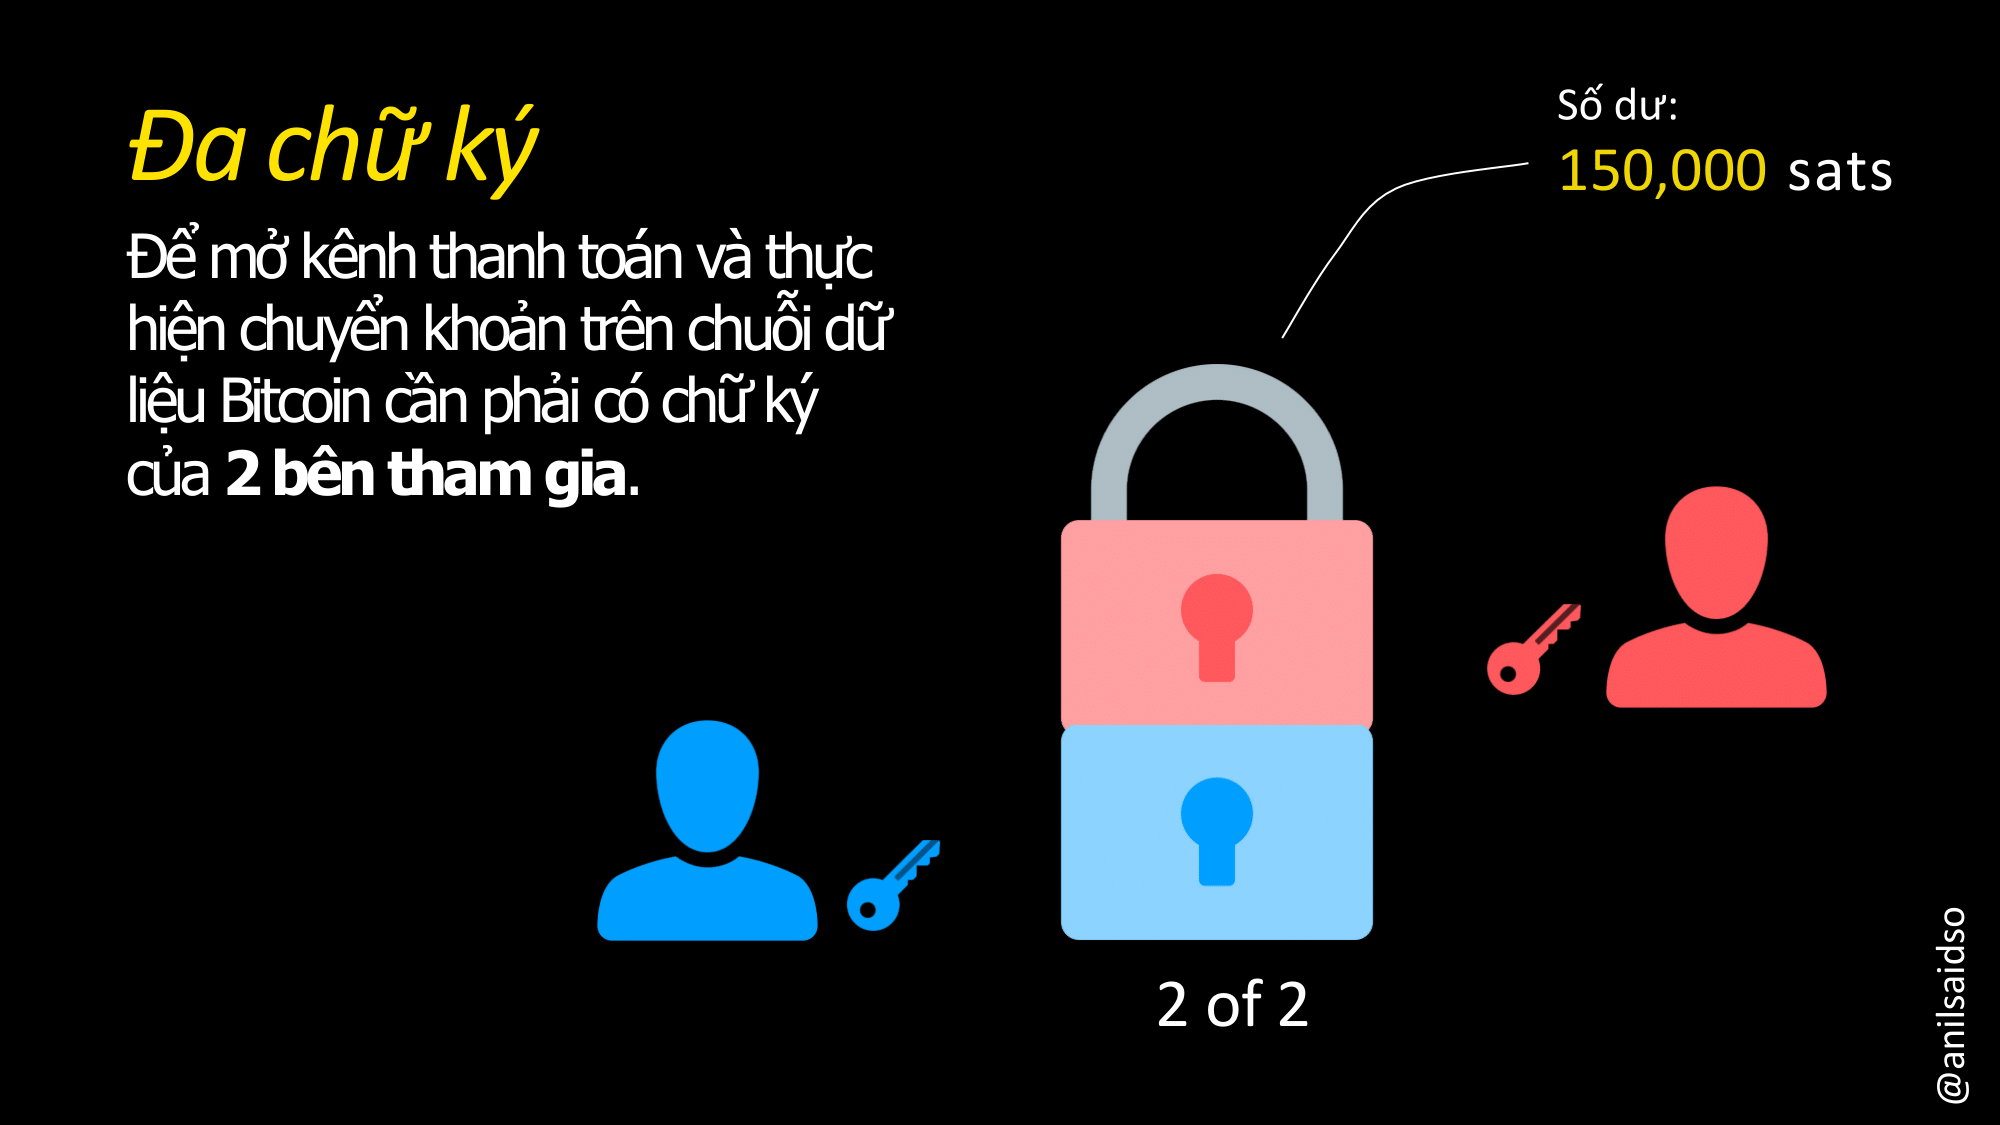 Đa chữ ký
Để mở kênh thanh toán và thực
hiện chuyển khoản trên chuỗi dữ
liệu Bitcoin cần phải có chữ ký
của 2 bên tham gia.
Số dư:
150,000 sats
2 of 2
@anilsaidso